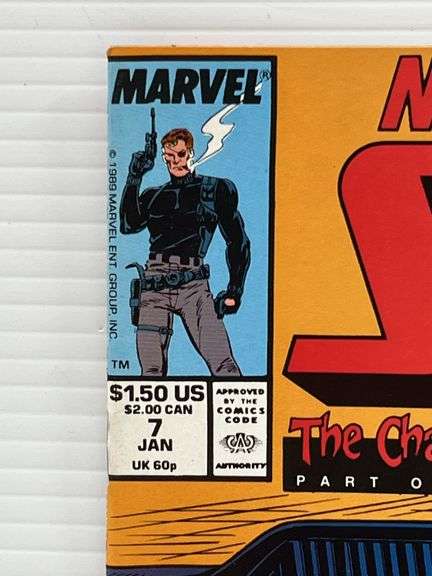 MARVEL®
© 1989 MARVEL ENT. GROUP, INC.
TM
$1.50 US
$2.00 CAN
7
JAN
UK 60p
APPROVED
BY THE
COMICS
CODE
AUTHORITY
The Cha
PART O